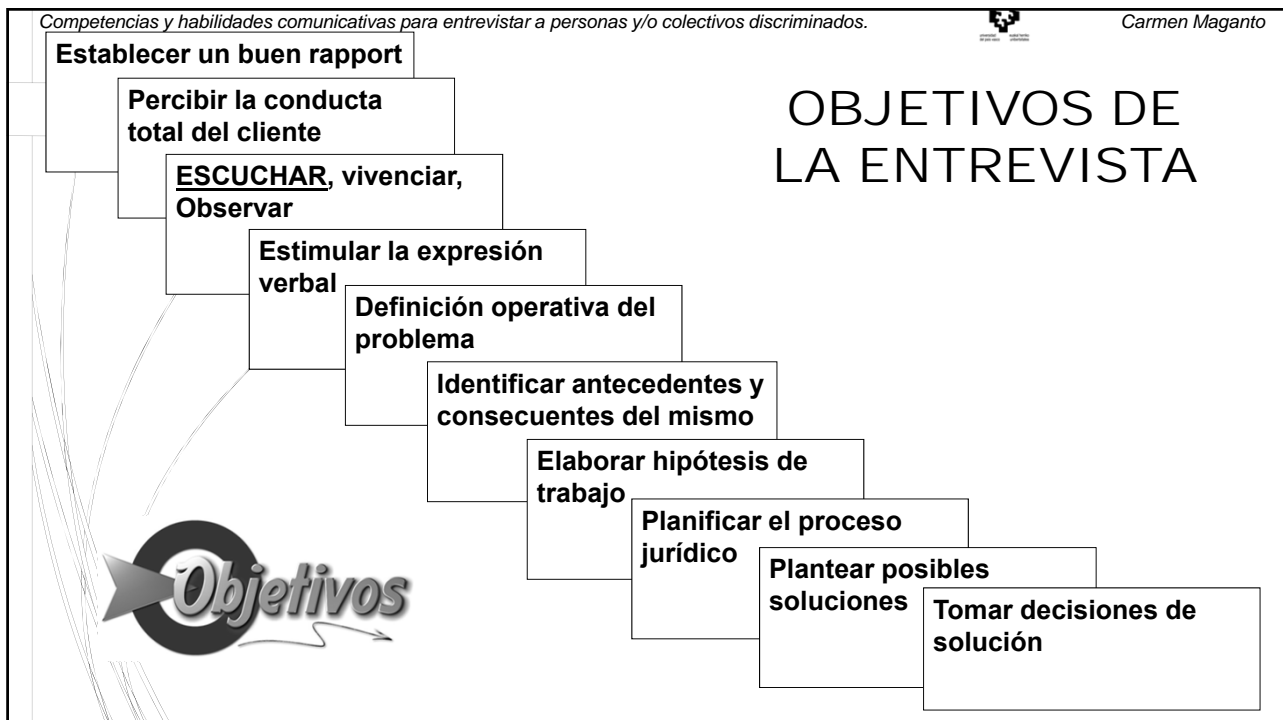 Competencias y habilidades comunicativas para entrevistar a personas y/o colectivos discriminados.
Carmen Maganto
OBJETIVOS DE
LA ENTREVISTA
Establecer un buen rapport
Percibir la conducta
total del cliente
ESCUCHAR, vivenciar,
Observar
Estimular la expresión
verbal
Definición operativa del
problema
Identificar antecedentes y
consecuentes del mismo
Elaborar hipótesis de
trabajo
Planificar el proceso
jurídico
Plantear posibles
soluciones
Tomar decisiones de
solución
Objetivos